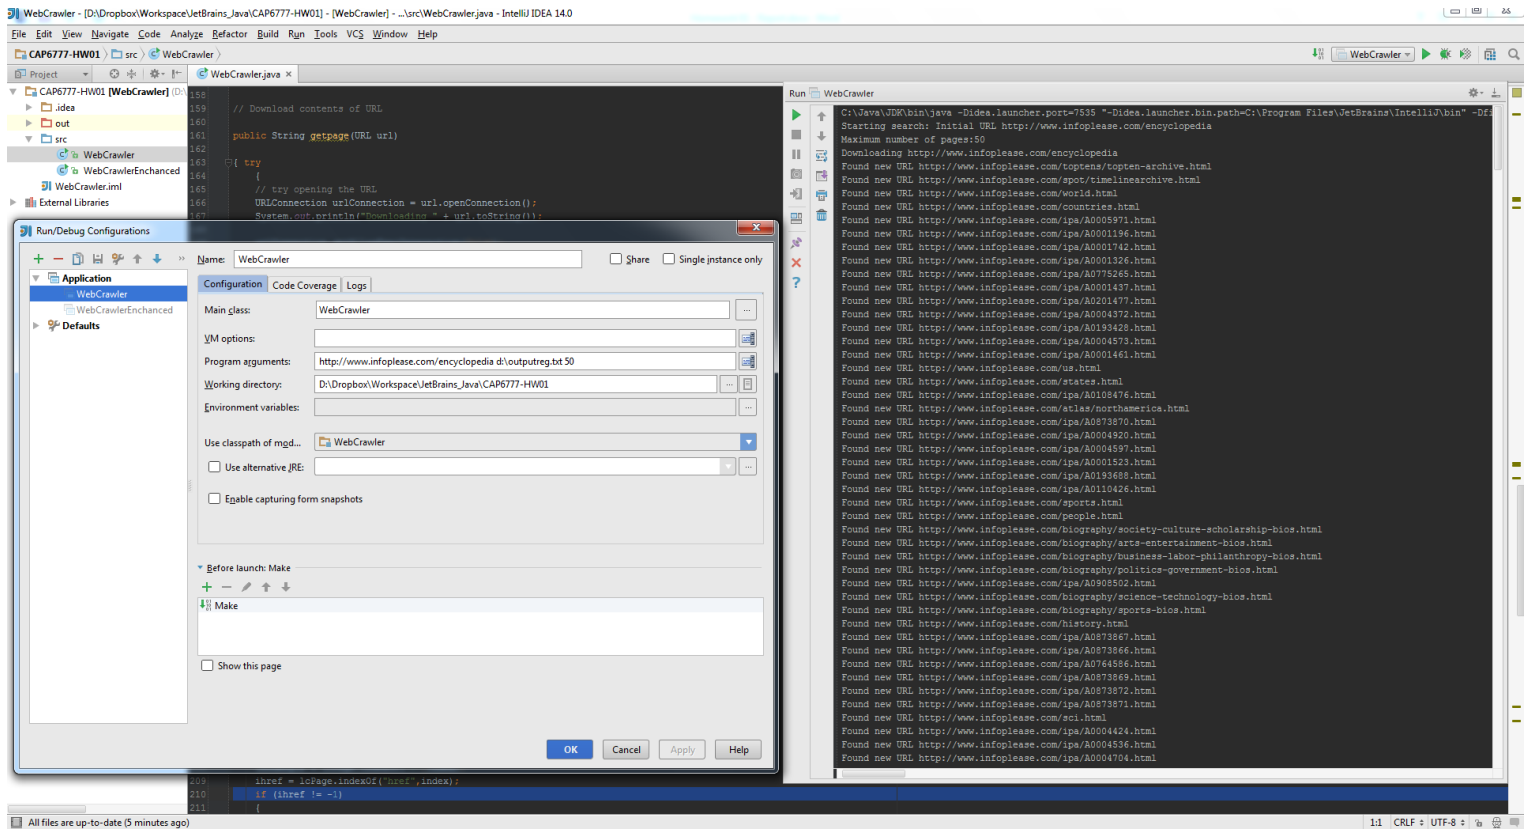 WebCrawler - [D:\Dropbox\Workspace\JetBrains_Java\CAP6777-HW01] - [WebCrawler] - ...\src\WebCrawler.java - IntelliJ IDEA 14.0
File Edit View Navigate Code Analyze Refactor Build Run Tools VCS Window Help
CAP6777-HW01 src WebCrawler
WebCrawler
Project
WebCrawler.java
CAP6777-HW01 [WebCrawler] (D:\
.idea
out
src
WebCrawler
WebCrawlerEnchanced
WebCrawler.iml
External Libraries
158
159 // Download contents of URL
160
161 public String getpage(URL url)
162
163 { try
164 {
165 // try opening the URL
166 URLConnection urlConnection = url.openConnection();
167 System.out.println("Downloading " + url.toString());
Run/Debug Configurations
Application
WebCrawler
WebCrawlerEnchanced
Defaults
Name: WebCrawler
Share Single instance only
Configuration Code Coverage Logs
Main class: WebCrawler
VM options:
Program arguments: http://www.infoplease.com/encyclopedia d:\outputreg.txt 50
Working directory: D:\Dropbox\Workspace\JetBrains_Java\CAP6777-HW01
Environment variables:
Use classpath of mod... WebCrawler
Use alternative JRE:
Enable capturing form snapshots
Before launch: Make
Make
Show this page
OK Cancel Apply Help
209 ihref = lcPage.indexOf("href",index);
210 if (ihref != -1)
211 {
Run WebCrawler
C:\Java\JDK\bin\java -Didea.launcher.port=7535 "-Didea.launcher.bin.path=C:\Program Files\JetBrains\IntelliJ\bin" -Dfi
Starting search: Initial URL http://www.infoplease.com/encyclopedia
Maximum number of pages:50
Downloading http://www.infoplease.com/encyclopedia
Found new URL http://www.infoplease.com/toptens/topten-archive.html
Found new URL http://www.infoplease.com/spot/timelinearchive.html
Found new URL http://www.infoplease.com/world.html
Found new URL http://www.infoplease.com/countries.html
Found new URL http://www.infoplease.com/ipa/A0005971.html
Found new URL http://www.infoplease.com/ipa/A0001196.html
Found new URL http://www.infoplease.com/ipa/A0001742.html
Found new URL http://www.infoplease.com/ipa/A0001326.html
Found new URL http://www.infoplease.com/ipa/A0775265.html
Found new URL http://www.infoplease.com/ipa/A0001437.html
Found new URL http://www.infoplease.com/ipa/A0201477.html
Found new URL http://www.infoplease.com/ipa/A0004372.html
Found new URL http://www.infoplease.com/ipa/A0193428.html
Found new URL http://www.infoplease.com/ipa/A0004573.html
Found new URL http://www.infoplease.com/ipa/A0001461.html
Found new URL http://www.infoplease.com/us.html
Found new URL http://www.infoplease.com/states.html
Found new URL http://www.infoplease.com/ipa/A0108476.html
Found new URL http://www.infoplease.com/atlas/northamerica.html
Found new URL http://www.infoplease.com/ipa/A0873870.html
Found new URL http://www.infoplease.com/ipa/A0004920.html
Found new URL http://www.infoplease.com/ipa/A0004597.html
Found new URL http://www.infoplease.com/ipa/A0001523.html
Found new URL http://www.infoplease.com/ipa/A0193688.html
Found new URL http://www.infoplease.com/ipa/A0110426.html
Found new URL http://www.infoplease.com/sports.html
Found new URL http://www.infoplease.com/people.html
Found new URL http://www.infoplease.com/biography/society-culture-scholarship-bios.html
Found new URL http://www.infoplease.com/biography/arts-entertainment-bios.html
Found new URL http://www.infoplease.com/biography/business-labor-philanthropy-bios.html
Found new URL http://www.infoplease.com/biography/politics-government-bios.html
Found new URL http://www.infoplease.com/ipa/A0908502.html
Found new URL http://www.infoplease.com/biography/science-technology-bios.html
Found new URL http://www.infoplease.com/biography/sports-bios.html
Found new URL http://www.infoplease.com/history.html
Found new URL http://www.infoplease.com/ipa/A0873867.html
Found new URL http://www.infoplease.com/ipa/A0873866.html
Found new URL http://www.infoplease.com/ipa/A0764586.html
Found new URL http://www.infoplease.com/ipa/A0873869.html
Found new URL http://www.infoplease.com/ipa/A0873872.html
Found new URL http://www.infoplease.com/ipa/A0873871.html
Found new URL http://www.infoplease.com/sci.html
Found new URL http://www.infoplease.com/ipa/A0004424.html
Found new URL http://www.infoplease.com/ipa/A0004536.html
Found new URL http://www.infoplease.com/ipa/A0004704.html
All files are up-to-date (5 minutes ago)
1:1 CRLF UTF-8